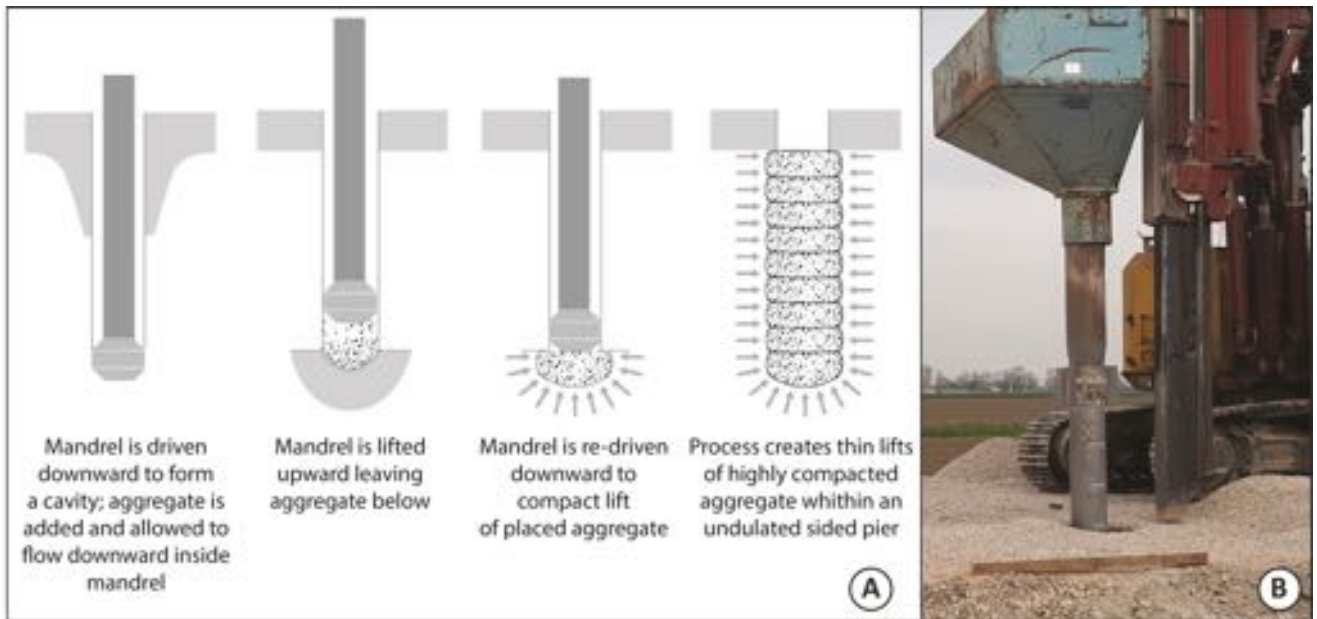 Mandrel is driven
downward to form
a cavity; aggregate is
added and allowed to
flow downward inside
mandrel
Mandrel is lifted
upward leaving
aggregate below
Mandrel is re-driven
downward to
compact lift
of placed aggregate
Process creates thin lifts
of highly compacted
aggregate whithin an
undulated sided pier
A
B